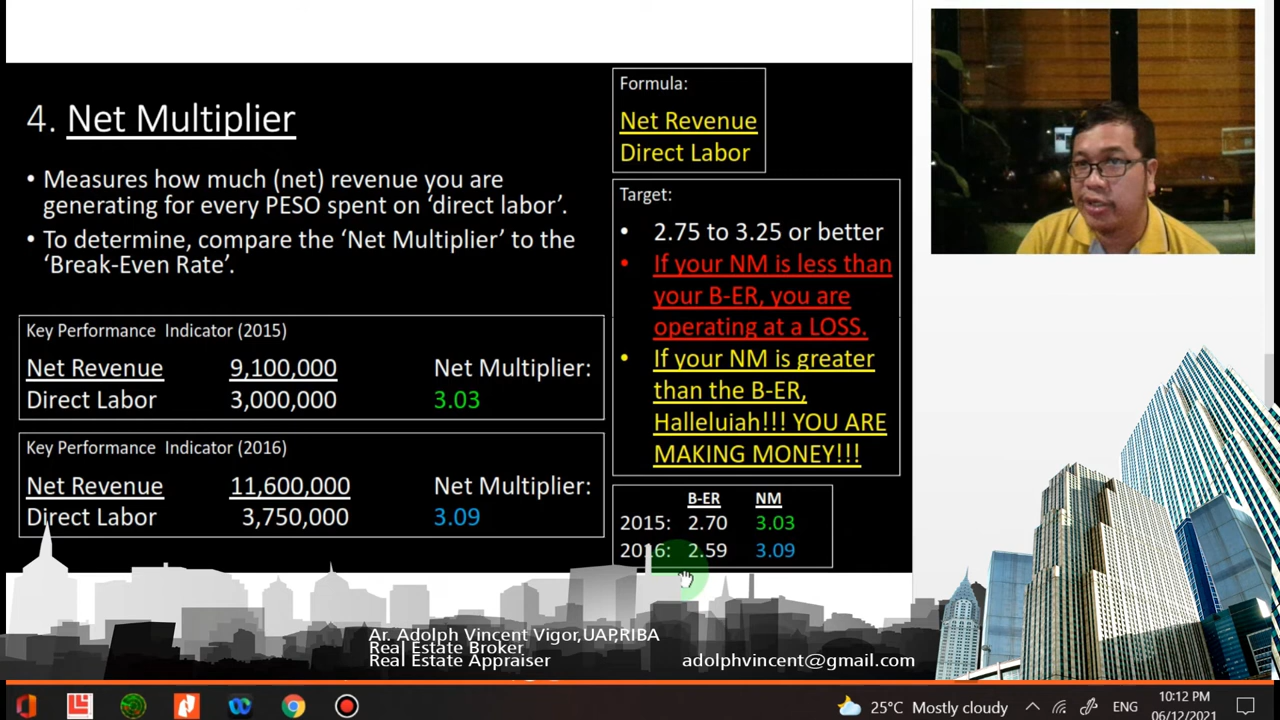 4. Net Multiplier
• Measures how much (net) revenue you are
generating for every PESO spent on ‘direct labor’.
• To determine, compare the ‘Net Multiplier’ to the
‘Break-Even Rate’.
Key Performance Indicator (2015)
Net Revenue 9,100,000 Net Multiplier:
Direct Labor 3,000,000 3.03
Key Performance Indicator (2016)
Net Revenue 11,600,000 Net Multiplier:
Direct Labor 3,750,000 3.09
Formula:
Net Revenue
Direct Labor
Target:
• 2.75 to 3.25 or better
• If your NM is less than
your B-ER, you are
operating at a LOSS.
• If your NM is greater
than the B-ER,
Halleluiah!!! YOU ARE
MAKING MONEY!!!
B-ER NM
2015: 2.70 3.03
2016: 2.59 3.09
Ar. Adolph Vincent Vigor,UAP,RIBA
Real Estate Broker
Real Estate Appraiser
adolphvincent@gmail.com
25°C Mostly cloudy
ENG
10:12 PM
06/12/2021